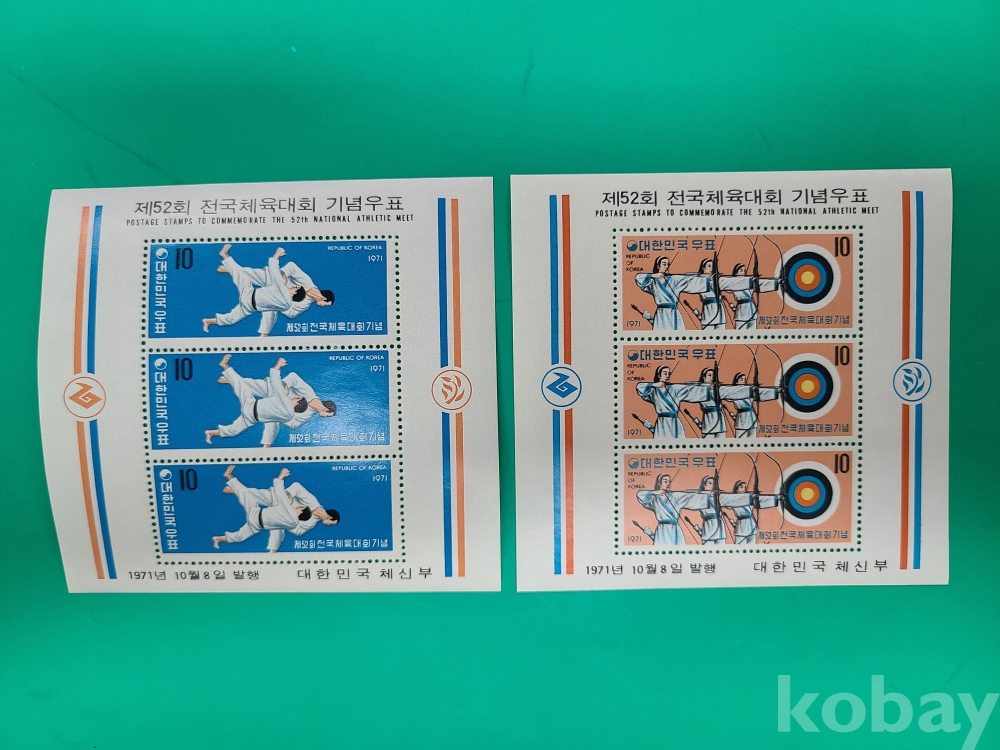 제52회 전국체육대회 기념우표
POSTAGE STAMPS TO COMMEMORATE THE 52th NATIONAL ATHLETIC MEET
대한민국우표
10
REPUBLIC OF KOREA
1971
제52회전국체육대회기념
대한민국우표
10
REPUBLIC OF KOREA
1971
제52회전국체육대회기념
대한민국우표
10
REPUBLIC OF KOREA
1971
제52회전국체육대회기념
1971년 10월 8일 발행 대한민국 체신부
제52회 전국체육대회 기념우표
POSTAGE STAMPS TO COMMEMORATE THE 52th NATIONAL ATHLETIC MEET
대한민국우표 10
REPUBLIC
OF
KOREA
1971
제52회전국체육대회기념
대한민국우표 10
REPUBLIC
OF
KOREA
1971
제52회전국체육대회기념
대한민국우표 10
REPUBLIC
OF
KOREA
1971
제52회전국체육대회기념
1971년 10월 8일 발행 대한민국 체신부
kobay